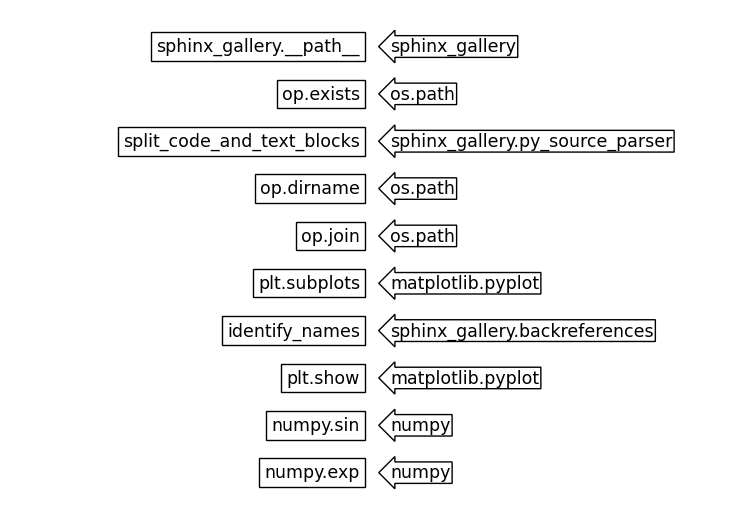 sphinx_gallery.__path__ sphinx_gallery
op.exists os.path
split_code_and_text_blocks sphinx_gallery.py_source_parser
op.dirname os.path
op.join os.path
plt.subplots matplotlib.pyplot
identify_names sphinx_gallery.backreferences
plt.show matplotlib.pyplot
numpy.sin numpy
numpy.exp numpy